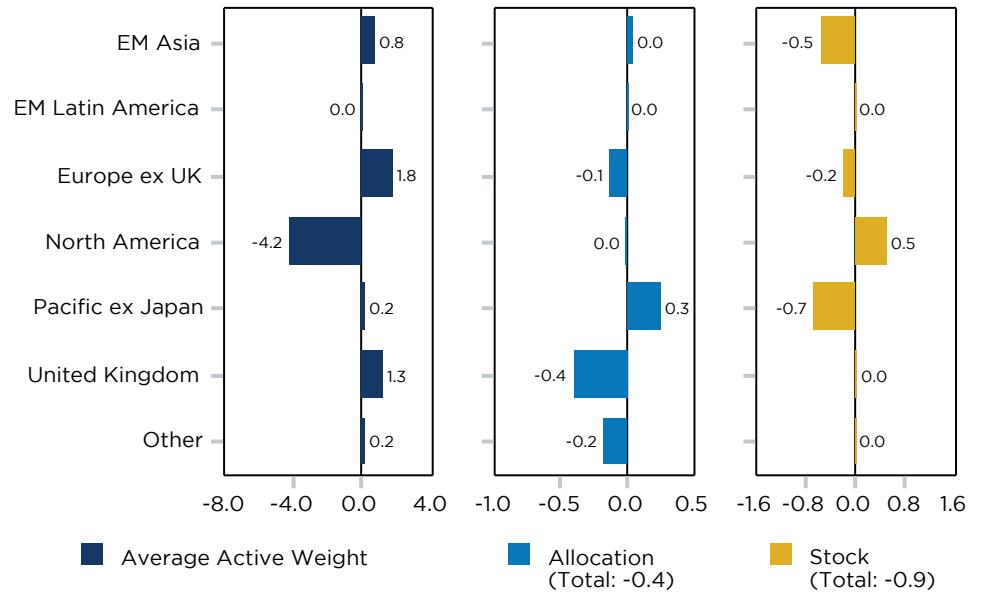 EM Asia 0.8 0.0 -0.5
EM Latin America 0.0 0.0 0.0
Europe ex UK 1.8 -0.1 -0.2
North America -4.2 0.0 0.5
Pacific ex Japan 0.2 0.3 -0.7
United Kingdom 1.3 -0.4 0.0
Other 0.2 -0.2 0.0
-8.0 -4.0 0.0 4.0 -1.0 -0.5 0.0 0.5 -1.6 -0.8 0.0 0.8 1.6
Average Active Weight Allocation Stock
(Total: -0.4) (Total: -0.9)